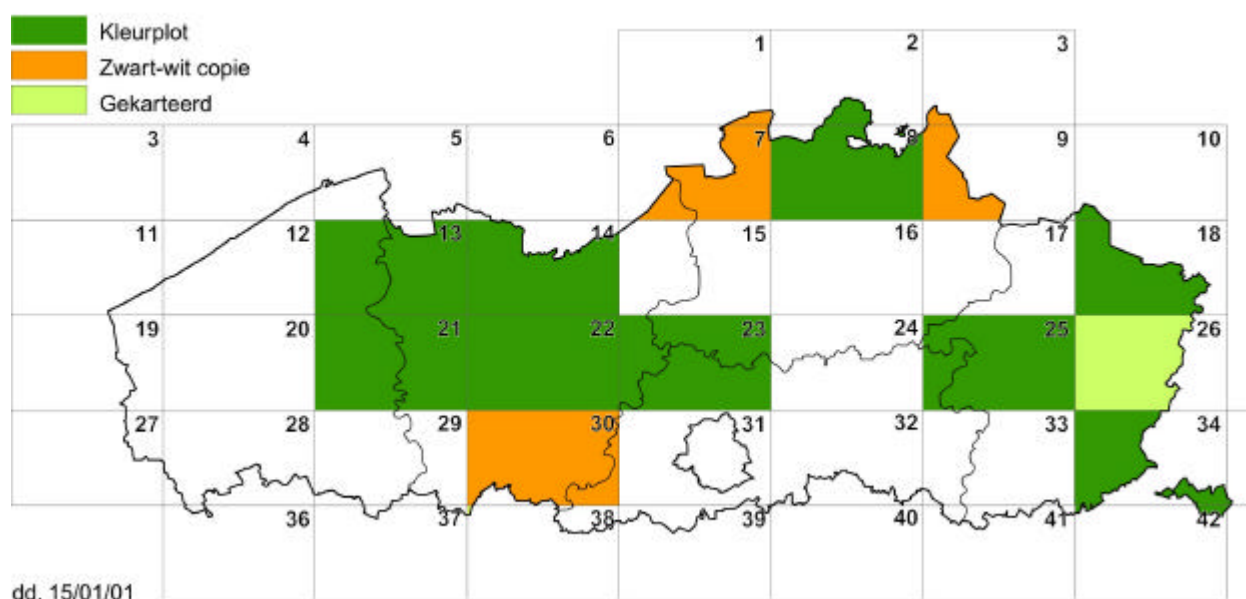 Kleurplot
Zwart-wit copie
Gekarteerd
1 2 3
3 4 5 6 7 8 9 10
11 12 13 14 15 16 17 18
19 20 21 22 23 24 25 26
27 28 29 30 31 32 33 34
36 37 38 39 40 41 42
dd. 15/01/01